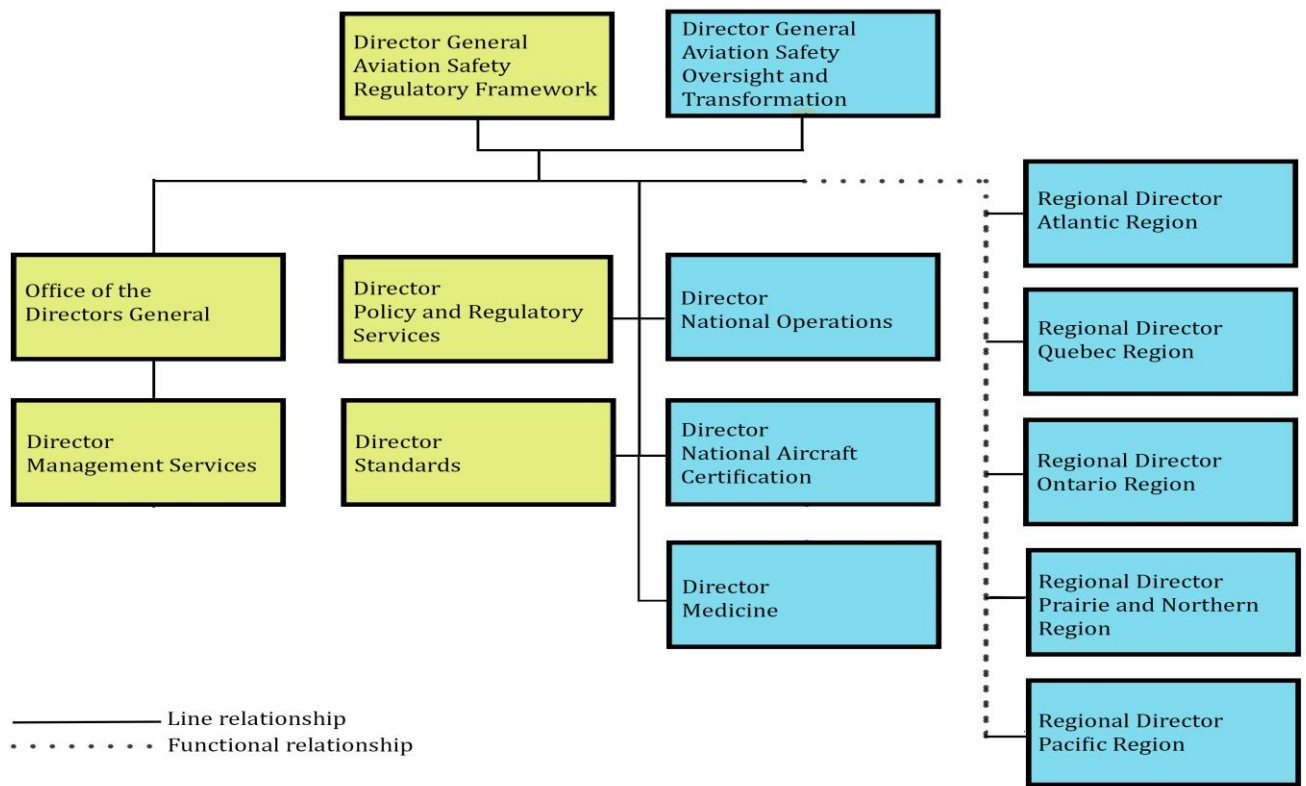 Director General
Aviation Safety
Regulatory Framework
Director General
Aviation Safety
Oversight and
Transformation
Office of the
Directors General
Director
Management Services
Director
Policy and Regulatory
Services
Director
Standards
Director
National Operations
Director
National Aircraft
Certification
Director
Medicine
Regional Director
Atlantic Region
Regional Director
Quebec Region
Regional Director
Ontario Region
Regional Director
Prairie and Northern
Region
Regional Director
Pacific Region
Line relationship
Functional relationship